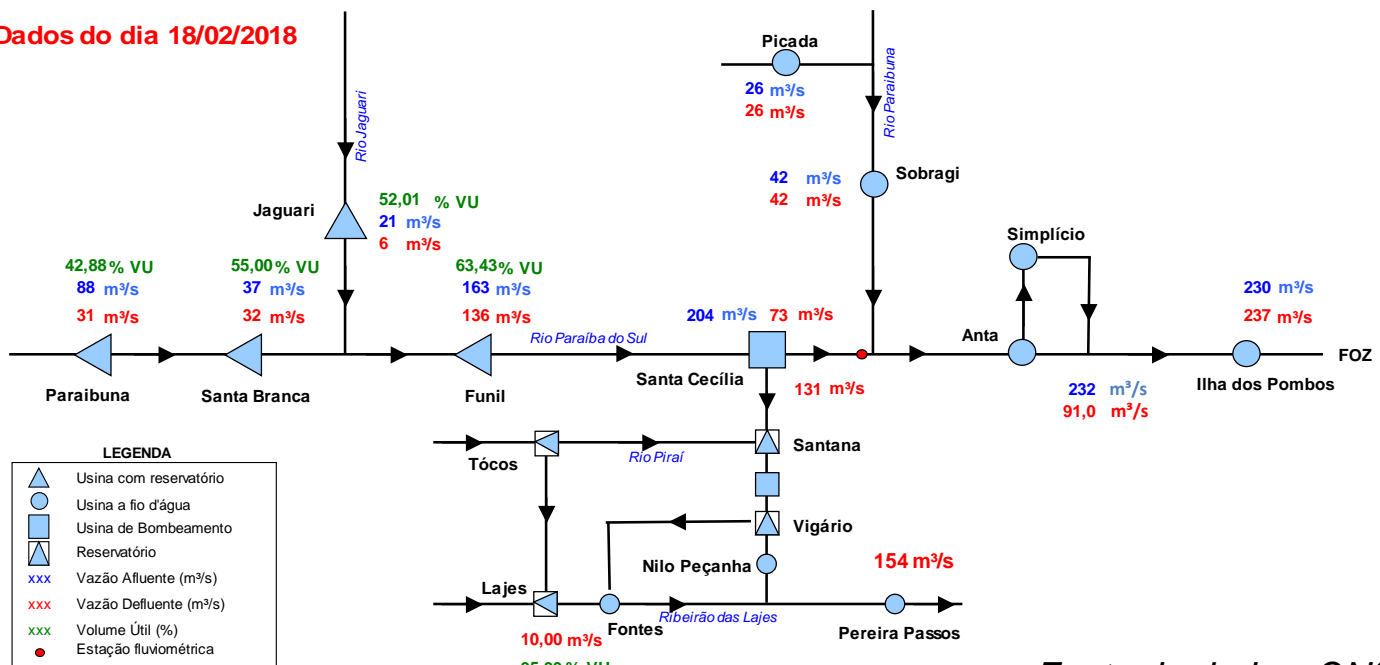 Dados do dia 18/02/2018
Picada
26 m³/s
26 m³/s
Rio Paraibuna
Rio Jaguari
42 m³/s
42 m³/s
Sobragi
Jaguari
52,01 % VU
21 m³/s
6 m³/s
Simplício
42,88 % VU
88 m³/s
31 m³/s
55,00 % VU
37 m³/s
32 m³/s
63,43 % VU
163 m³/s
136 m³/s
204 m³/s 73 m³/s
230 m³/s
237 m³/s
Rio Paraíba do Sul
Anta
FOZ
Paraibuna
Santa Branca
Funil
Santa Cecília
131 m³/s
232 m³/s
91,0 m³/s
Ilha dos Pombos
Tócos
Rio Piraí
Santana
Vigário
Nilo Peçanha
154 m³/s
Lajes
Fontes
Ribeirão das Lajes
Pereira Passos
10,00 m³/s
LEGENDA
Usina com reservatório
Usina a fio d'água
Usina de Bombeamento
Reservatório
xxx Vazão Afluente (m³/s)
xxx Vazão Defluente (m³/s)
xxx Volume Útil (%)
Estação fluviométrica